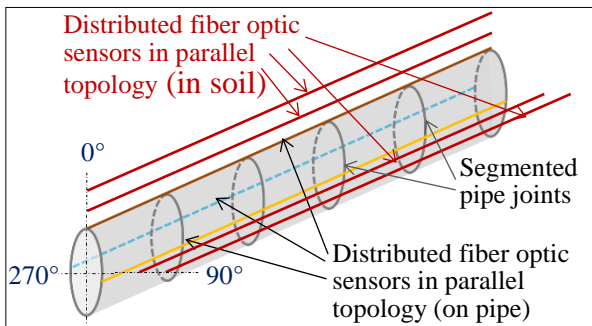 Distributed fiber optic
sensors in parallel
topology (in soil)
0°
Segmented
pipe joints
270°
90°
Distributed fiber optic
sensors in parallel
topology (on pipe)